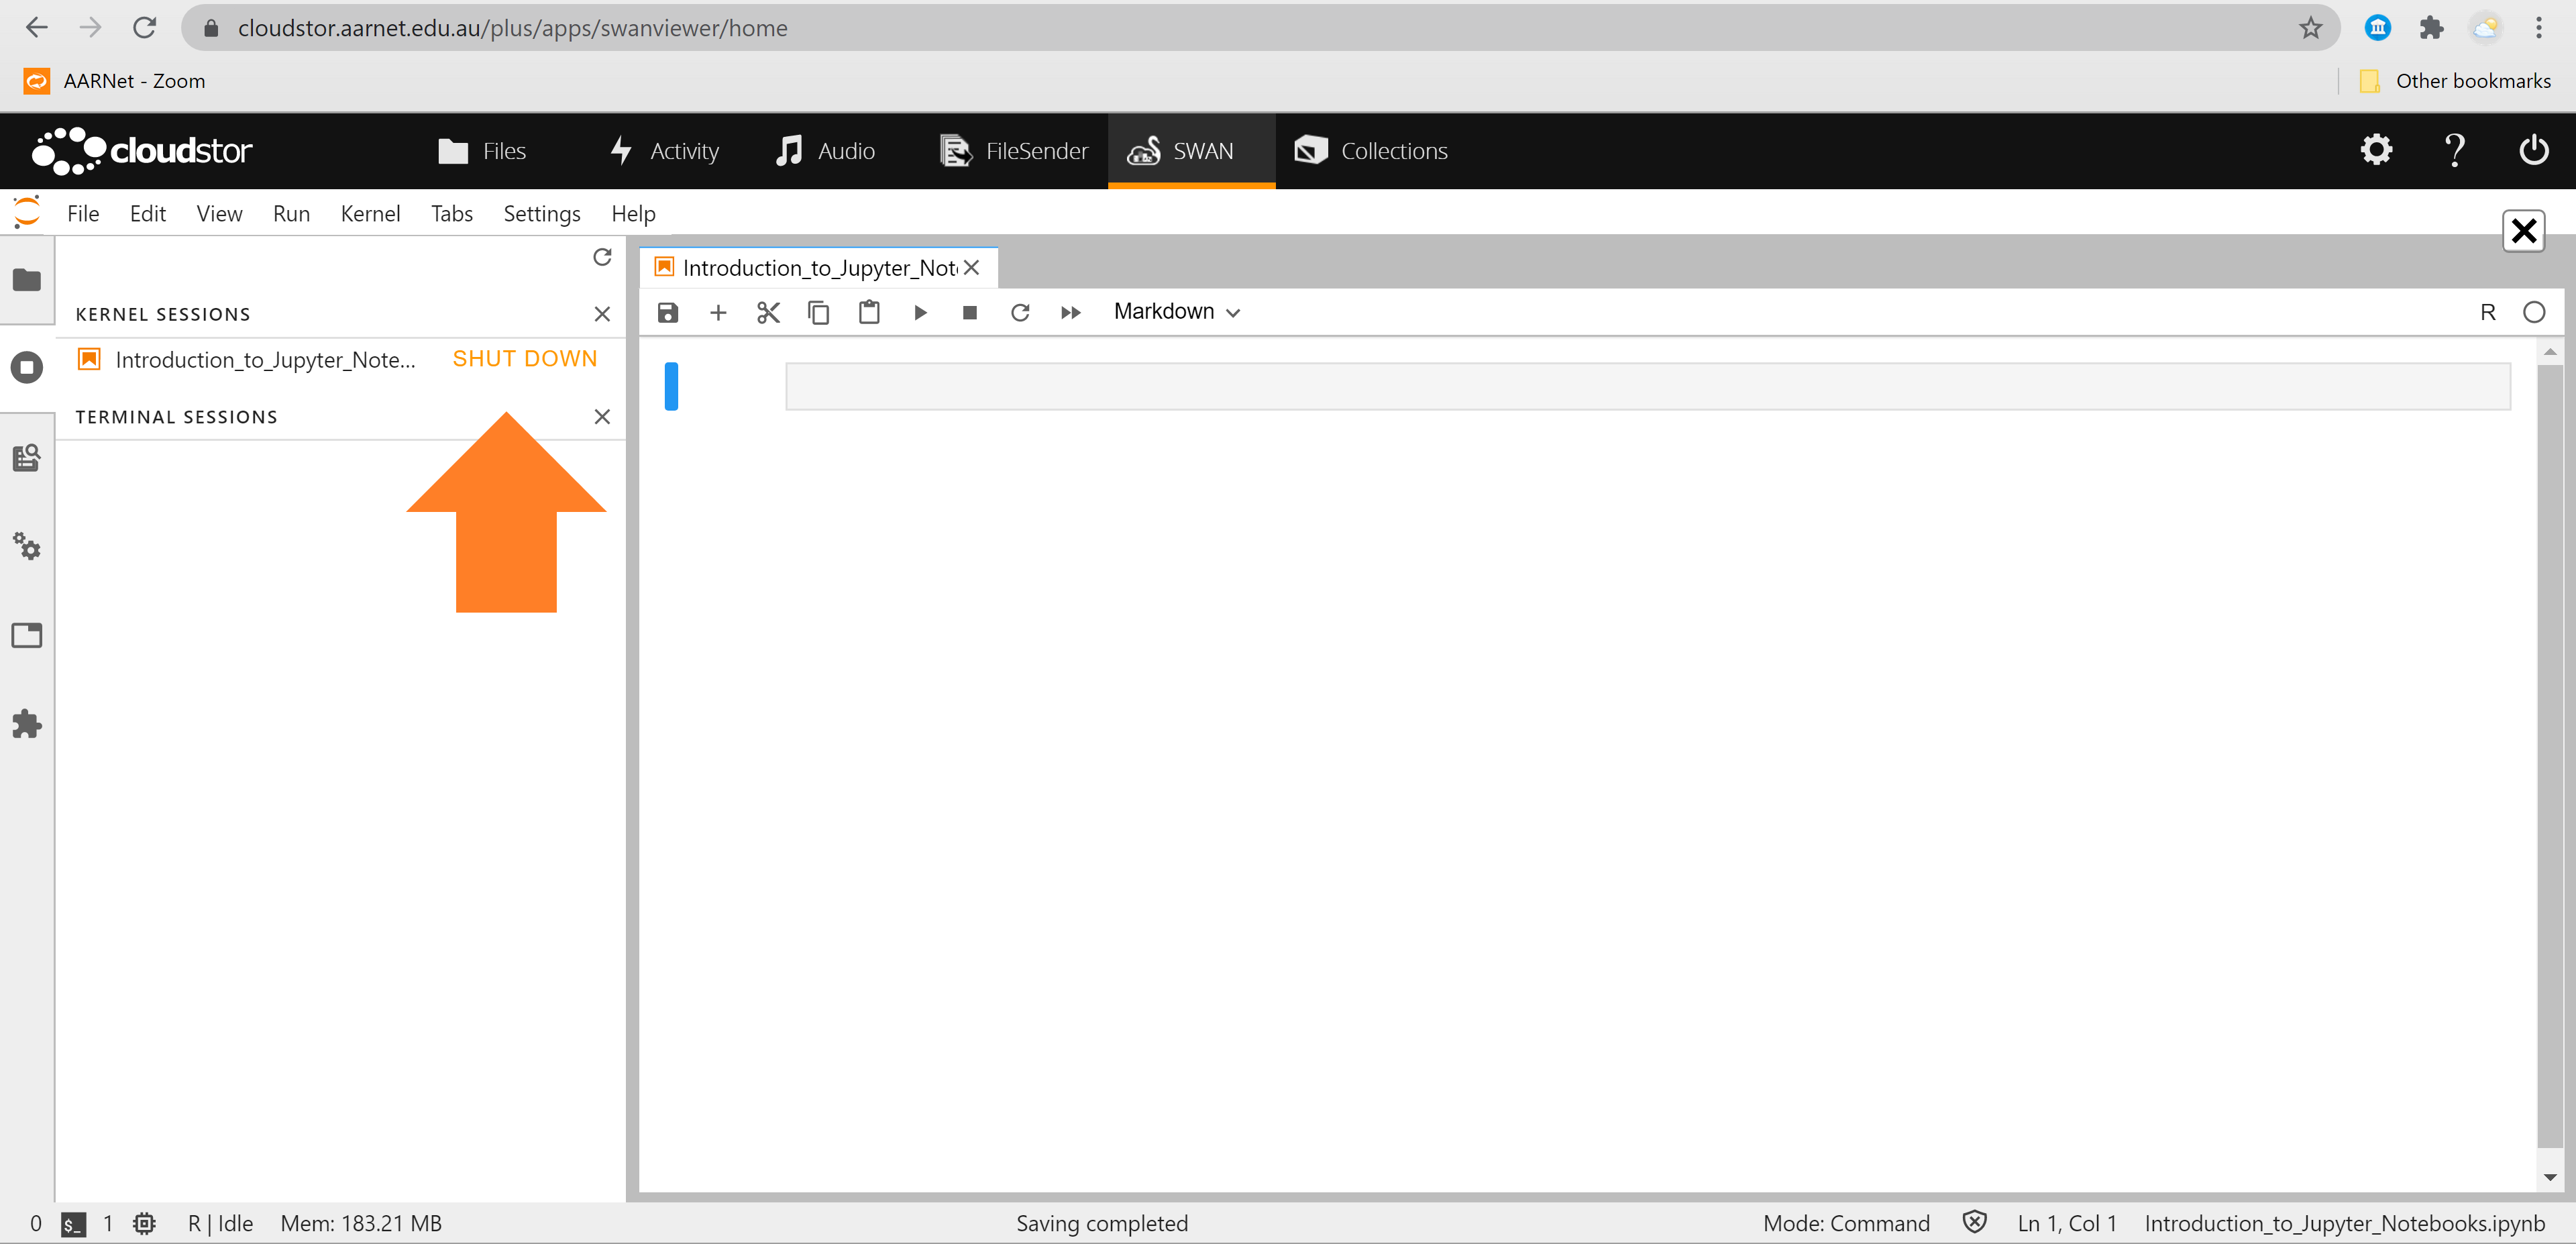 cloudstor.aarnet.edu.au/plus/apps/swanviewer/home
AARNet - Zoom
Other bookmarks
cloudstor
Files
Activity
Audio
FileSender
SWAN
Collections
?
File Edit View Run Kernel Tabs Settings Help
KERNEL SESSIONS
Introduction_to_Jupyter_Note...
SHUT DOWN
TERMINAL SESSIONS
Introduction_to_Jupyter_Not
Markdown
R
0
$_
1
R | Idle
Mem: 183.21 MB
Saving completed
Mode: Command
Ln 1, Col 1
Introduction_to_Jupyter_Notebooks.ipynb